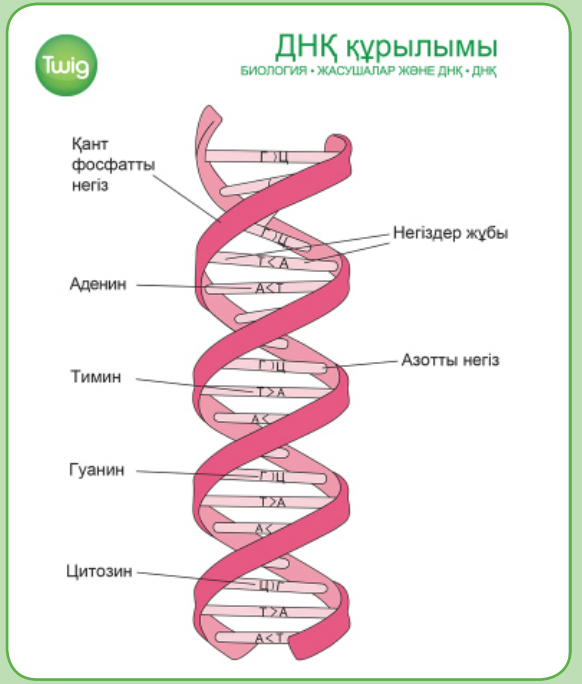 Twig
ДНҚ құрылымы
БИОЛОГИЯ • ЖАСУШАЛАР ЖӘНЕ ДНҚ • ДНҚ
Қант
фосфатты
негіз
Г Ц
Г Ц
Негіздер жұбы
Т < А
Аденин
А < Т
Азотты негіз
Г Ц
Тимин
Т > А
А <
Гуанин
Г Ц
Т > А
А <
Цитозин
Ц Г
Т > А
А < Т